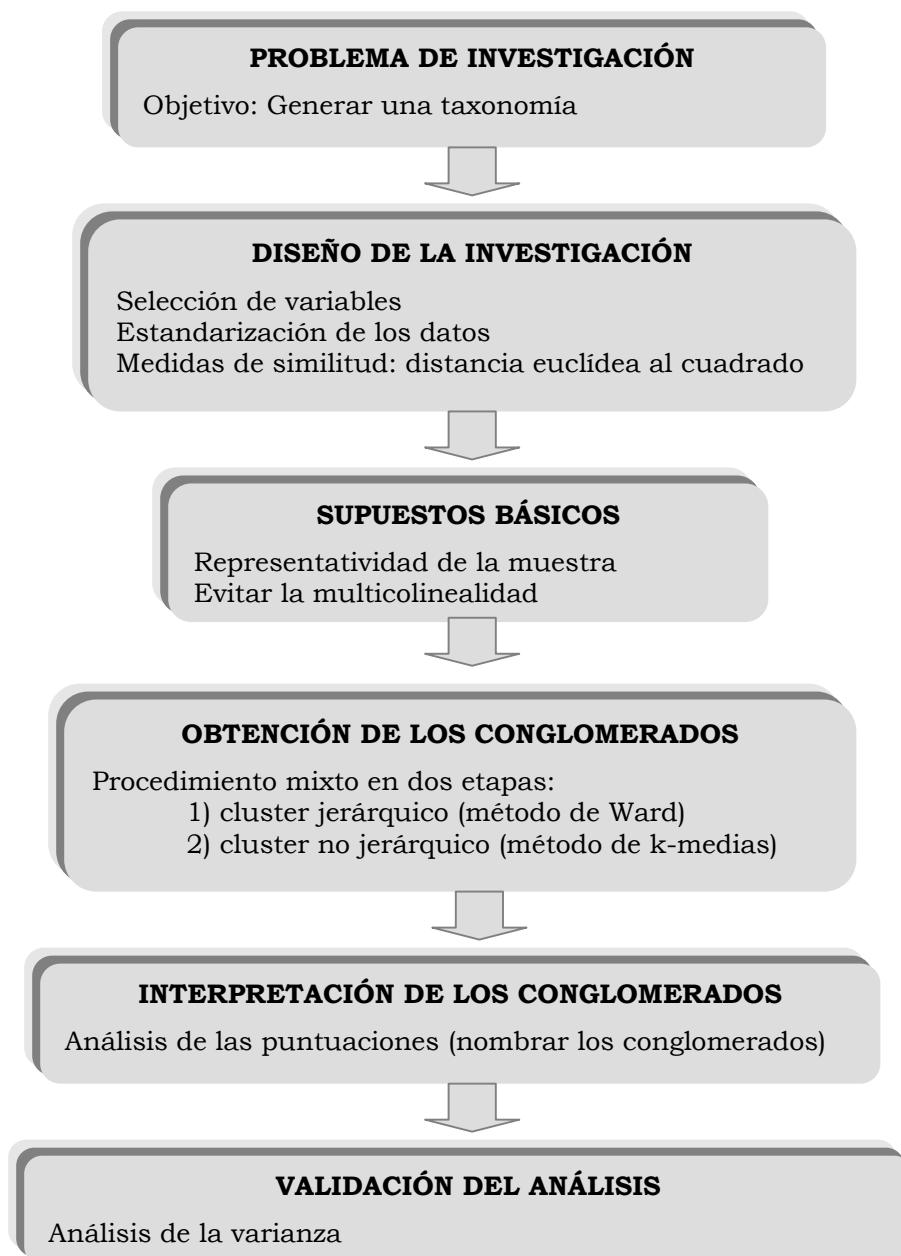 PROBLEMA DE INVESTIGACIÓN
Objetivo: Generar una taxonomía
DISEÑO DE LA INVESTIGACIÓN
Selección de variables
Estandarización de los datos
Medidas de similitud: distancia euclídea al cuadrado
SUPUESTOS BÁSICOS
Representatividad de la muestra
Evitar la multicolinealidad
OBTENCIÓN DE LOS CONGLOMERADOS
Procedimiento mixto en dos etapas:
1) cluster jerárquico (método de Ward)
2) cluster no jerárquico (método de k-medias)
INTERPRETACIÓN DE LOS CONGLOMERADOS
Análisis de las puntuaciones (nombrar los conglomerados)
VALIDACIÓN DEL ANÁLISIS
Análisis de la varianza